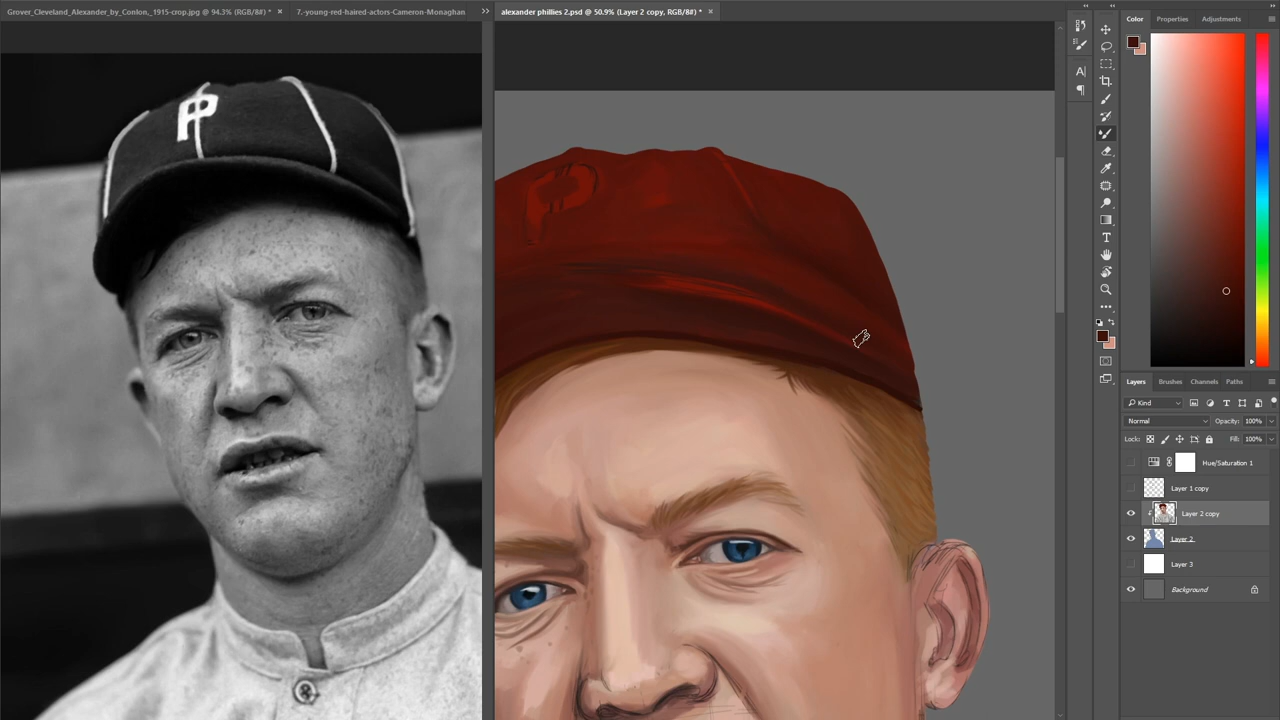 Grover_Cleveland_Alexander_by_Conlon,_1915-crop.jpg @ 94.3% (RGB/8#) * ×
7.-young-red-haired-actors-Cameron-Monaghan
alexander phillies 2.psd @ 50.9% (Layer 2 copy, RGB/8#) * ×
Color Properties Adjustments
P
P
Layers Brushes Channels Paths
Kind
Normal Opacity: 100%
Lock: Fill: 100%
Hue/Saturation 1
Layer 1 copy
Layer 2 copy
Layer 2
Layer 3
Background